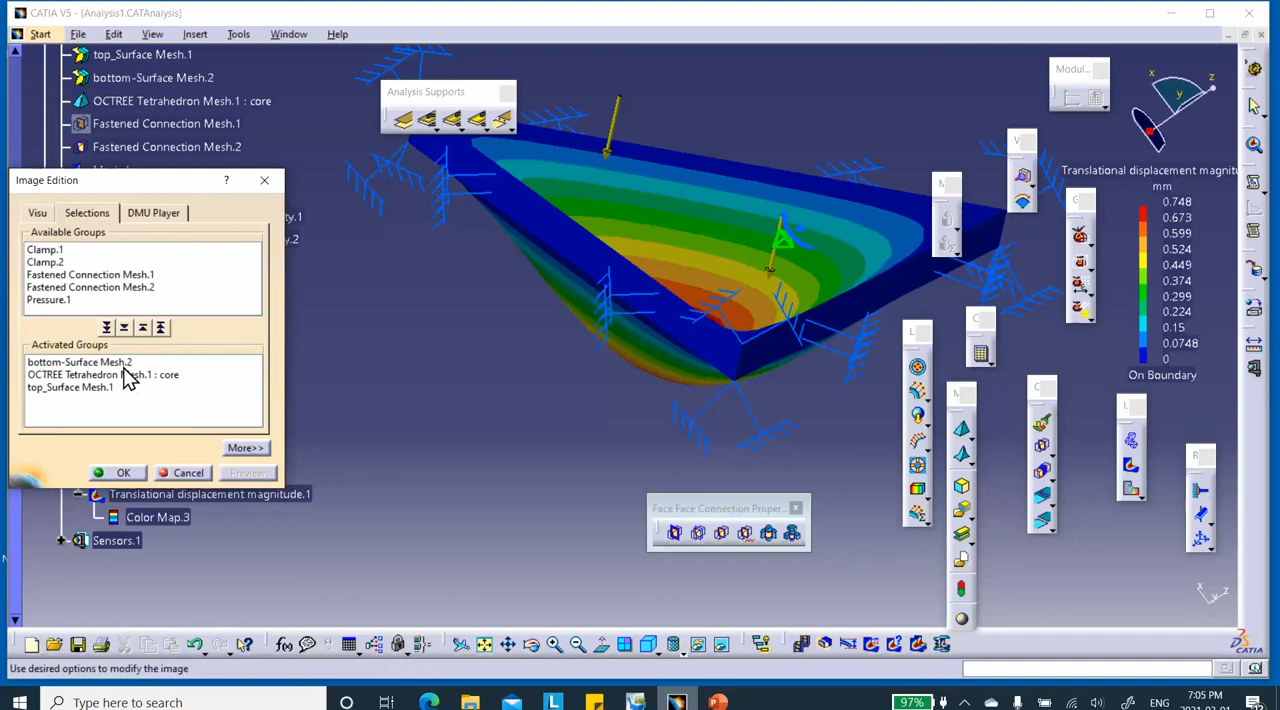 CATIA V5 - [Analysis1.CATAnalysis]
Start File Edit View Insert Tools Window Help
top_Surface Mesh.1
bottom-Surface Mesh.2
OCTREE Tetrahedron Mesh.1 : core
Fastened Connection Mesh.1
Fastened Connection Mesh.2
Analysis Supports
Modul...
Image Edition
Visu Selections DMU Player
Available Groups
Clamp.1
Clamp.2
Fastened Connection Mesh.1
Fastened Connection Mesh.2
Pressure.1
Activated Groups
bottom-Surface Mesh.2
OCTREE Tetrahedron Mesh.1 : core
top_Surface Mesh.1
More>>
OK Cancel Preview
ty.1
y.2
Translational displacement magnitude.1
Color Map.3
Sensors.1
Translational displacement magnitu
mm
0.748
0.673
0.599
0.524
0.449
0.374
0.299
0.224
0.15
0.0748
0
On Boundary
x
y
z
V
M
G
L
C
M
C
I.
R
Face Face Connection Proper...
x
y
z
f(x)
CATIA
Use desired options to modify the image
Type here to search
97%
ENG
7:05 PM